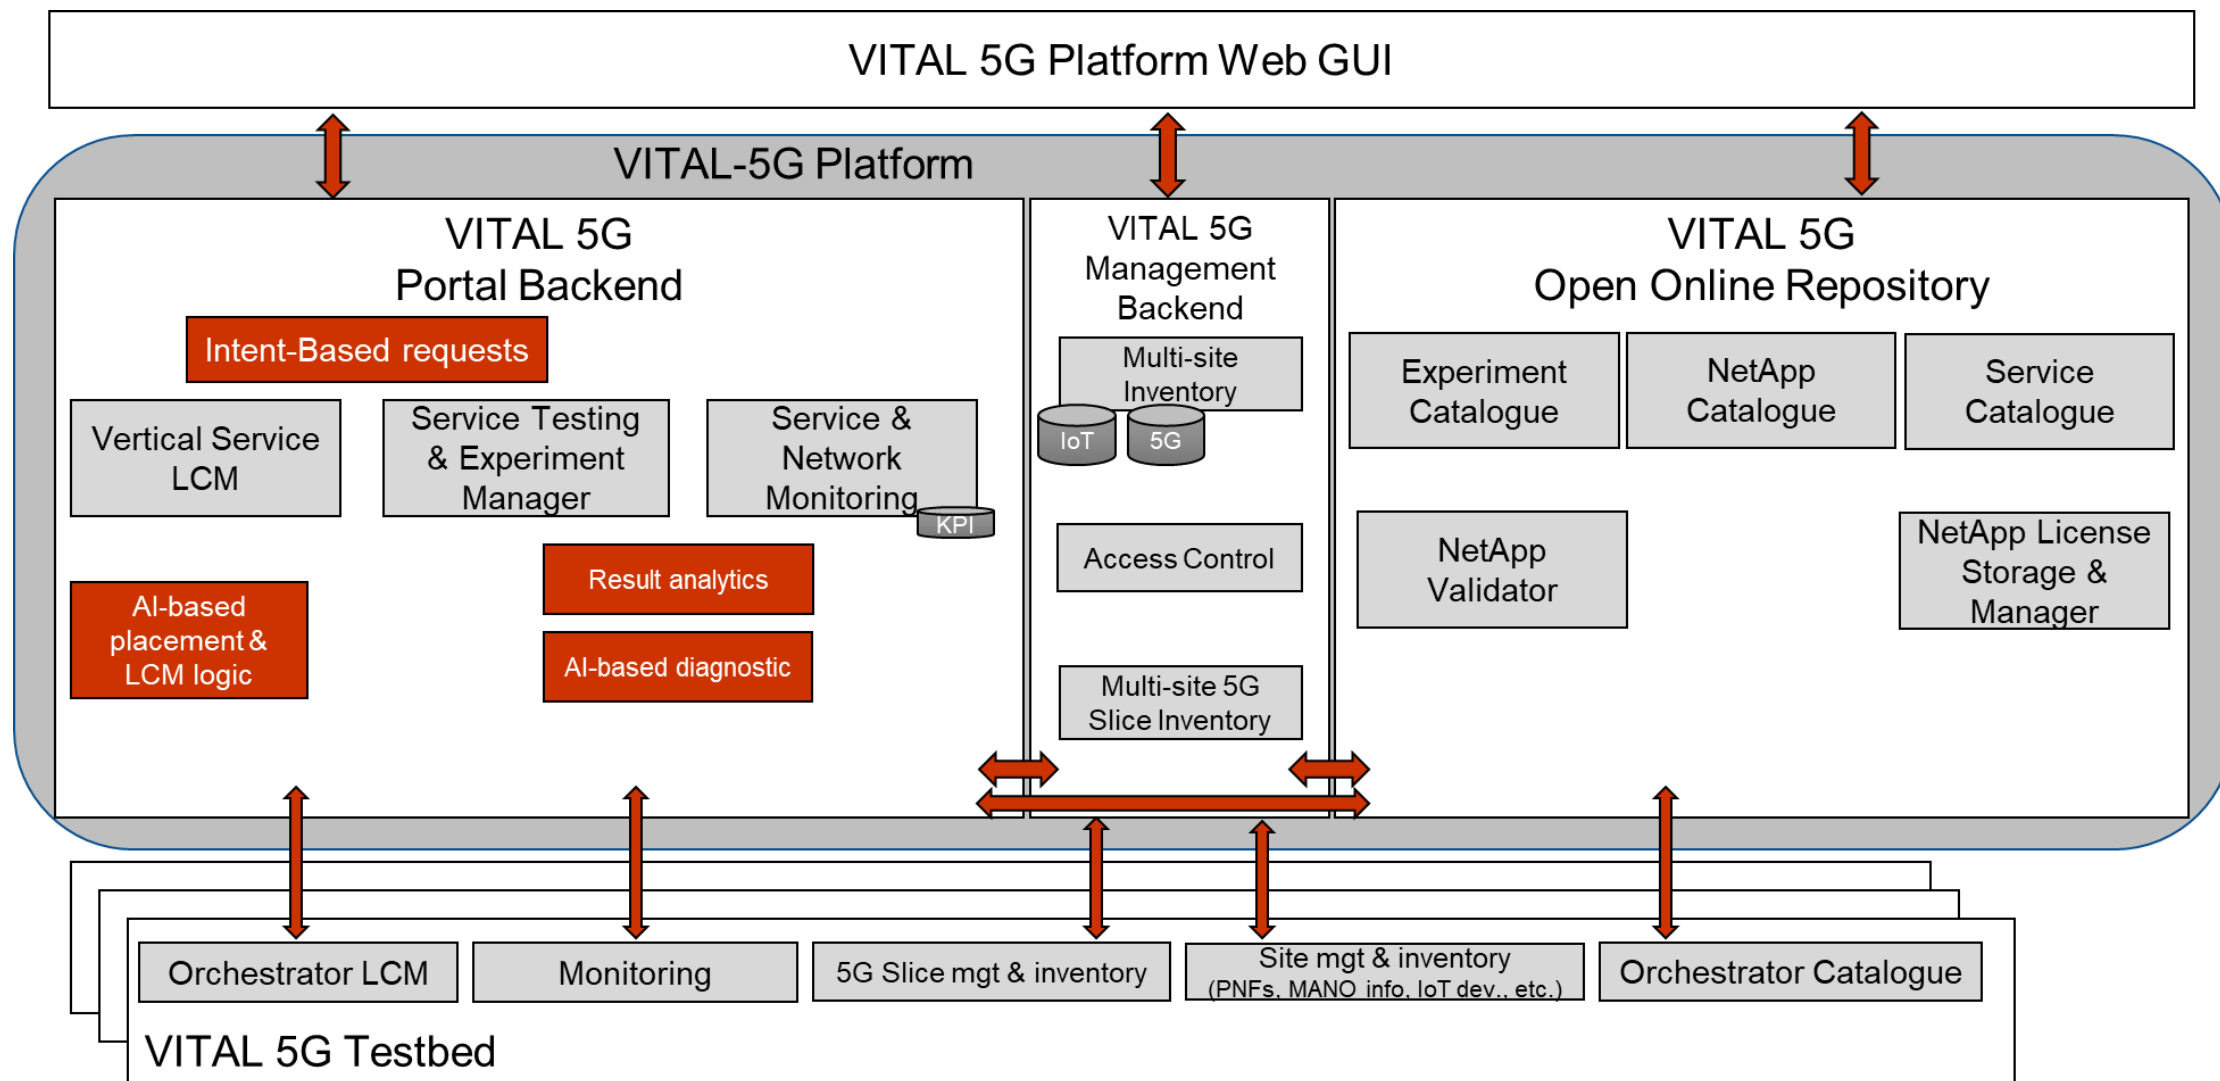 VITAL 5G Platform Web GUI
VITAL-5G Platform
VITAL 5G
Portal Backend
Intent-Based requests
Vertical Service
LCM
Service Testing
& Experiment
Manager
Service &
Network
Monitoring
KPI
Result analytics
AI-based diagnostic
AI-based
placement &
LCM logic
VITAL 5G
Management
Backend
Multi-site
Inventory
IoT
5G
Access Control
Multi-site 5G
Slice Inventory
VITAL 5G
Open Online Repository
Experiment
Catalogue
NetApp
Catalogue
Service
Catalogue
NetApp
Validator
NetApp License
Storage &
Manager
Orchestrator LCM
Monitoring
5G Slice mgt & inventory
Site mgt & inventory
(PNFs, MANO info, IoT dev., etc.)
Orchestrator Catalogue
VITAL 5G Testbed